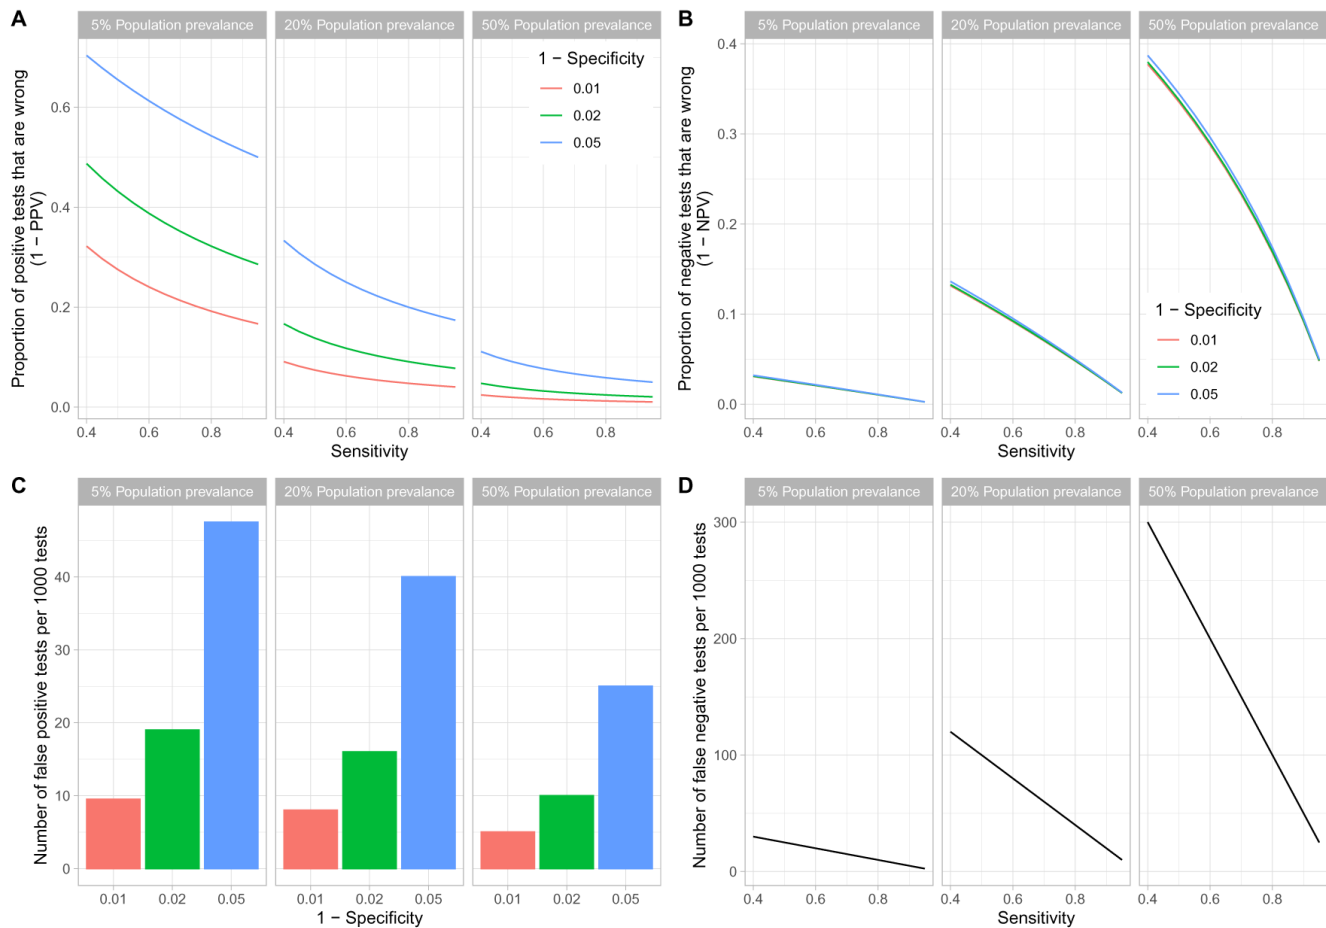 A
5% Population prevalance
20% Population prevalance
50% Population prevalance
Proportion of positive tests that are wrong
(1 − PPV)
0.6
0.4
0.2
0.0
1 − Specificity
0.01
0.02
0.05
0.4 0.6 0.8
0.4 0.6 0.8
0.4 0.6 0.8
Sensitivity
B
5% Population prevalance
20% Population prevalance
50% Population prevalance
Proportion of negative tests that are wrong
(1 − NPV)
0.4
0.3
0.2
0.1
0.0
1 − Specificity
0.01
0.02
0.05
0.4 0.6 0.8
0.4 0.6 0.8
0.4 0.6 0.8
Sensitivity
C
5% Population prevalance
20% Population prevalance
50% Population prevalance
Number of false positive tests per 1000 tests
40
30
20
10
0
0.01 0.02 0.05
0.01 0.02 0.05
0.01 0.02 0.05
1 − Specificity
D
5% Population prevalance
20% Population prevalance
50% Population prevalance
Number of false negative tests per 1000 tests
300
200
100
0
0.4 0.6 0.8
0.4 0.6 0.8
0.4 0.6 0.8
Sensitivity